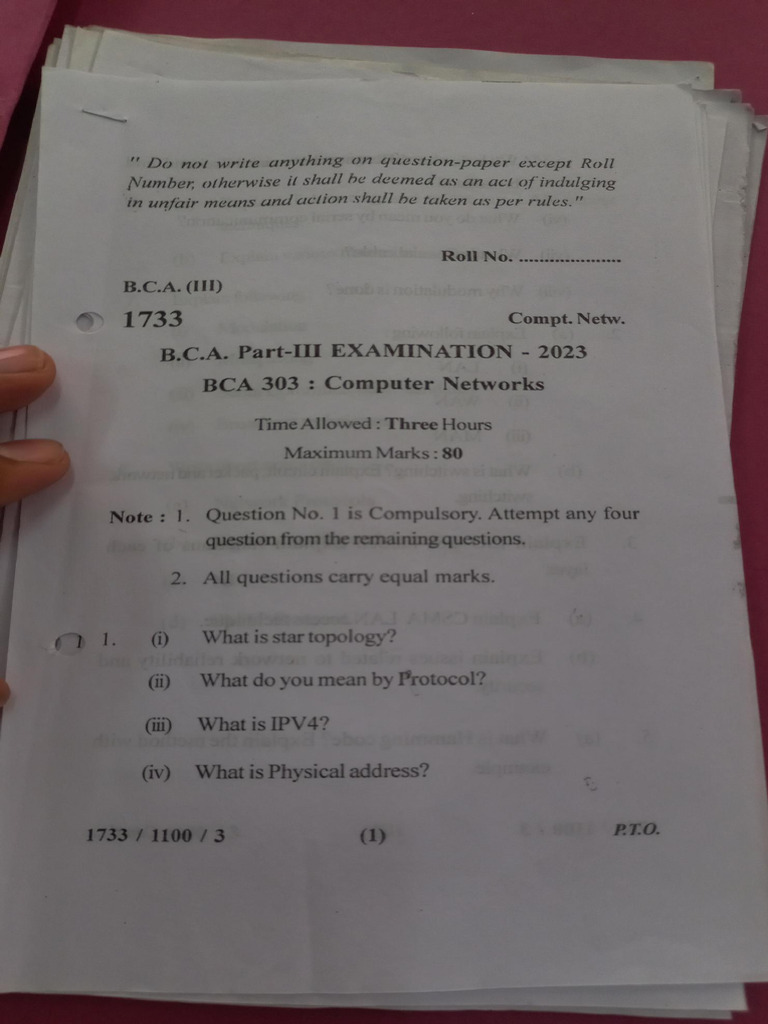 " Do not write anything on question-paper except Roll
Number, otherwise it shall be deemed as an act of indulging
in unfair means and action shall be taken as per rules."
Roll No. .....................
B.C.A. (III)
1733 Compt. Netw.
B.C.A. Part-III EXAMINATION - 2023
BCA 303 : Computer Networks
Time Allowed : Three Hours
Maximum Marks : 80
Note : 1. Question No. 1 is Compulsory. Attempt any four
question from the remaining questions.
2. All questions carry equal marks.
1. (i) What is star topology?
(ii) What do you mean by Protocol?
(iii) What is IPV4?
(iv) What is Physical address?
1733 / 1100 / 3 (1) P.T.O.